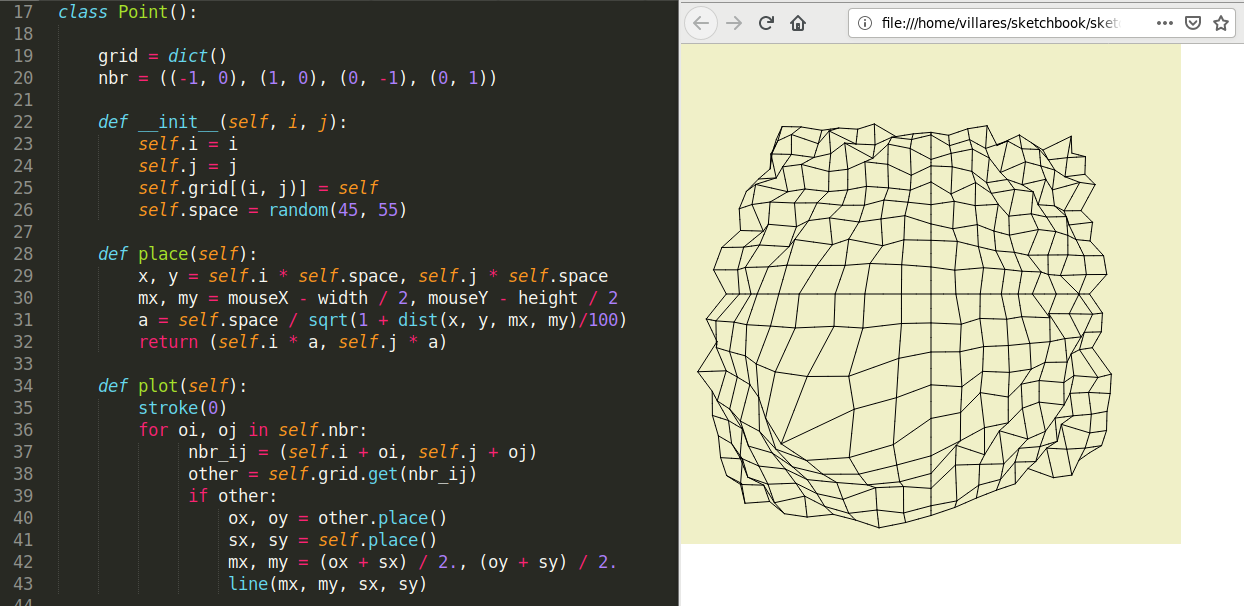 17 class Point():
18
19     grid = dict()
20     nbr = ((-1, 0), (1, 0), (0, -1), (0, 1))
21
22     def __init__(self, i, j):
23         self.i = i
24         self.j = j
25         self.grid[(i, j)] = self
26         self.space = random(45, 55)
27
28     def place(self):
29         x, y = self.i * self.space, self.j * self.space
30         mx, my = mouseX - width / 2, mouseY - height / 2
31         a = self.space / sqrt(1 + dist(x, y, mx, my)/100)
32         return (self.i * a, self.j * a)
33
34     def plot(self):
35         stroke(0)
36         for oi, oj in self.nbr:
37              nbr_ij = (self.i + oi, self.j + oj)
38              other = self.grid.get(nbr_ij)
39              if other:
40                  ox, oy = other.place()
41                  sx, sy = self.place()
42                  mx, my = (ox + sx) / 2., (oy + sy) / 2.
43                  line(mx, my, sx, sy)
44
file:///home/villares/sketchbook/sket